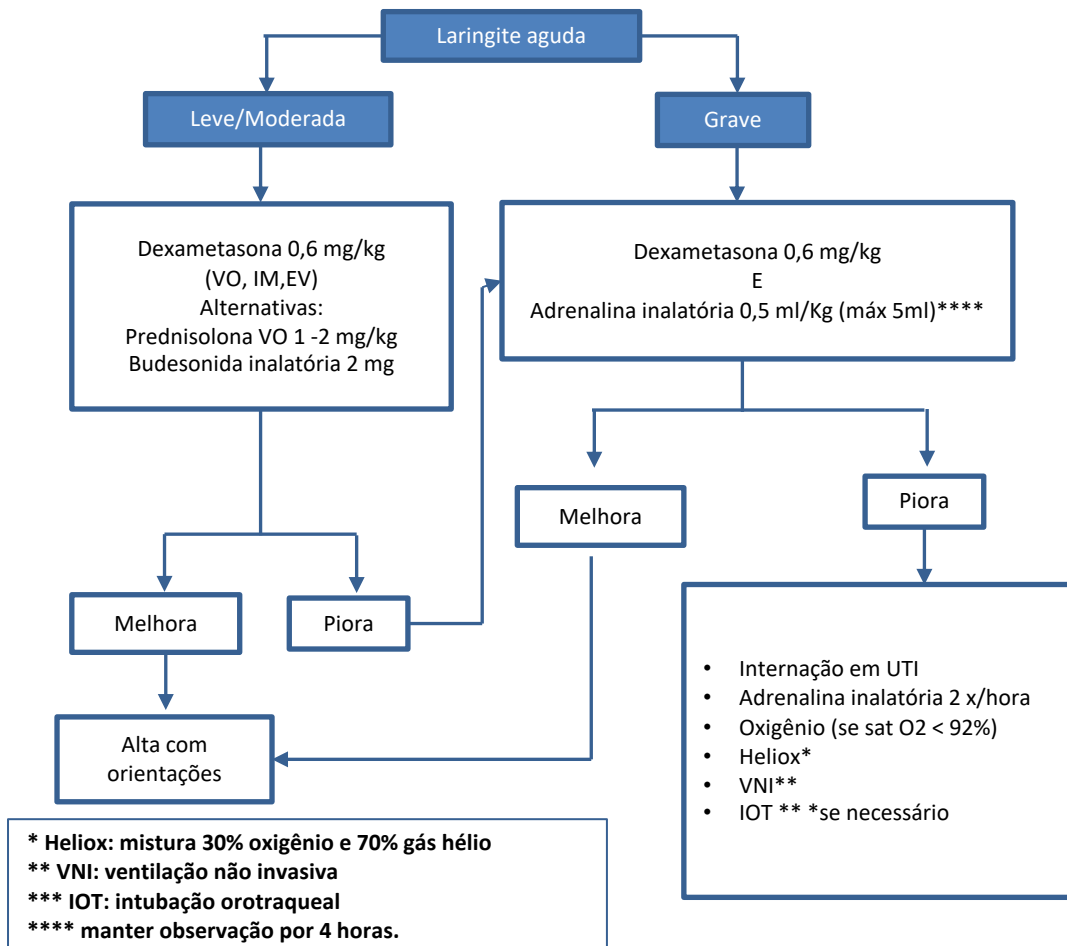 Laringite aguda
Leve/Moderada
Grave
Dexametasona 0,6 mg/kg
(VO, IM,EV)
Alternativas:
Prednisolona VO 1 -2 mg/kg
Budesonida inalatória 2 mg
Dexametasona 0,6 mg/kg
E
Adrenalina inalatória 0,5 ml/Kg (máx 5ml)****
Melhora
Piora
Melhora
Piora
Alta com
orientações
• Internação em UTI
• Adrenalina inalatória 2 x/hora
• Oxigênio (se sat O2 < 92%)
• Heliox*
• VNI**
• IOT ** *se necessário
* Heliox: mistura 30% oxigênio e 70% gás hélio
** VNI: ventilação não invasiva
*** IOT: intubação orotraqueal
**** manter observação por 4 horas.